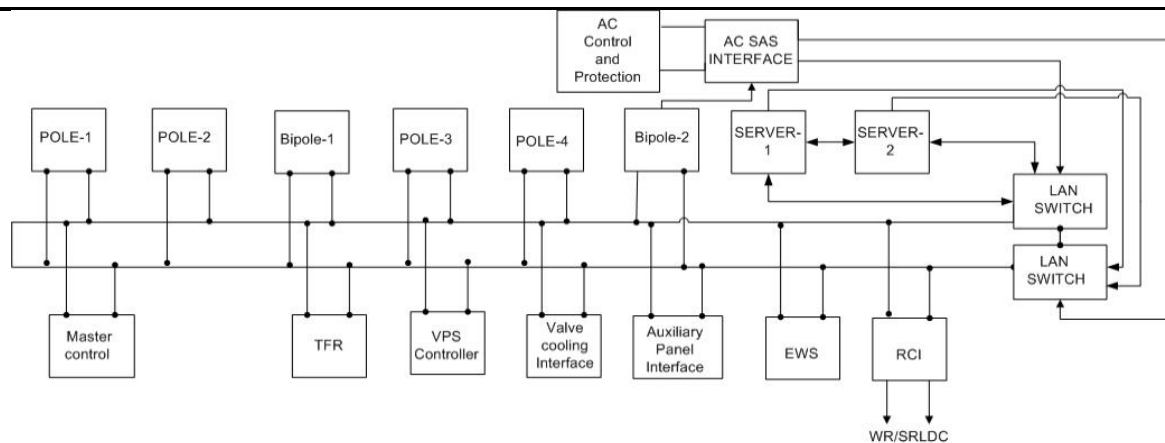 AC
Control
and
Protection
AC SAS
INTERFACE
POLE-1
POLE-2
Bipole-1
POLE-3
POLE-4
Bipole-2
SERVER-
1
SERVER-
2
LAN
SWITCH
LAN
SWITCH
Master
control
TFR
VPS
Controller
Valve
cooling
Interface
Auxiliary
Panel
Interface
EWS
RCI
WR/SRLDC